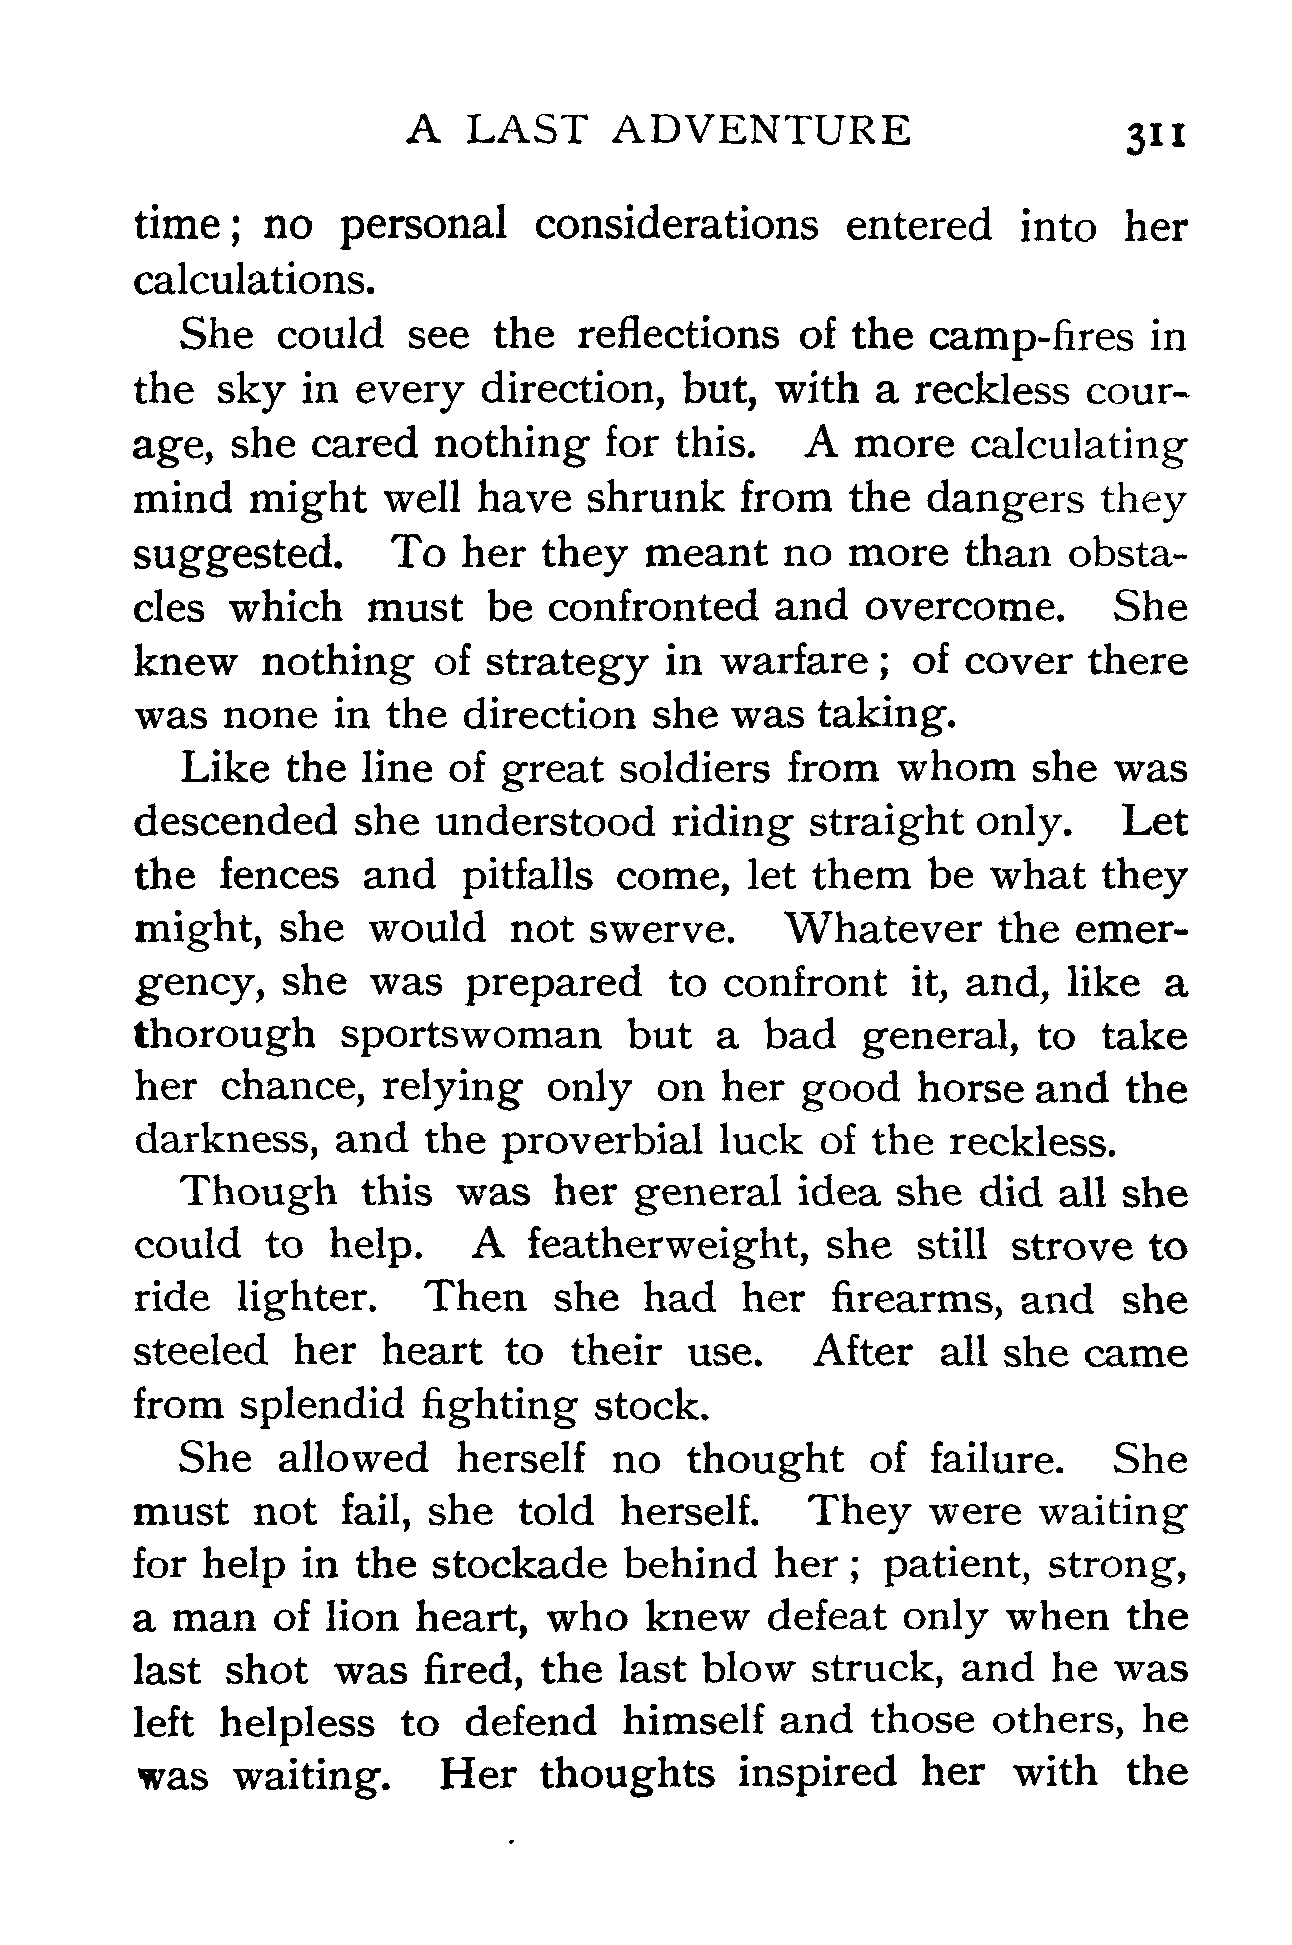 A LAST ADVENTURE 311
time; no personal considerations entered into her
calculations.
She could see the reflections of the camp-fires in
the sky in every direction, but, with a reckless cour-
age, she cared nothing for this. A more calculating
mind might well have shrunk from the dangers they
suggested. To her they meant no more than obsta-
cles which must be confronted and overcome. She
knew nothing of strategy in warfare; of cover there
was none in the direction she was taking.
Like the line of great soldiers from whom she was
descended she understood riding straight only. Let
the fences and pitfalls come, let them be what they
might, she would not swerve. Whatever the emer-
gency, she was prepared to confront it, and, like a
thorough sportswoman but a bad general, to take
her chance, relying only on her good horse and the
darkness, and the proverbial luck of the reckless.
Though this was her general idea she did all she
could to help. A featherweight, she still strove to
ride lighter. Then she had her firearms, and she
steeled her heart to their use. After all she came
from splendid fighting stock.
She allowed herself no thought of failure. She
must not fail, she told herself. They were waiting
for help in the stockade behind her; patient, strong,
a man of lion heart, who knew defeat only when the
last shot was fired, the last blow struck, and he was
left helpless to defend himself and those others, he
was waiting. Her thoughts inspired her with the